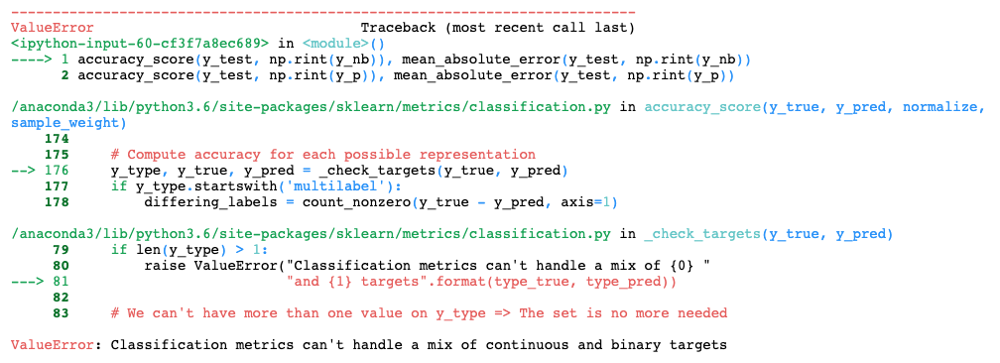 ---------------------------------------------------------------------------
ValueError                                Traceback (most recent call last)
<ipython-input-60-cf3f7a8ec689> in <module>()
----> 1 accuracy_score(y_test, np.rint(y_nb)), mean_absolute_error(y_test, np.rint(y_nb))
      2 accuracy_score(y_test, np.rint(y_p)), mean_absolute_error(y_test, np.rint(y_p))
/anaconda3/lib/python3.6/site-packages/sklearn/metrics/classification.py in accuracy_score(y_true, y_pred, normalize,
sample_weight)
    174
    175     # Compute accuracy for each possible representation
--> 176     y_type, y_true, y_pred = _check_targets(y_true, y_pred)
    177     if y_type.startswith('multilabel'):
    178         differing_labels = count_nonzero(y_true - y_pred, axis=1)
/anaconda3/lib/python3.6/site-packages/sklearn/metrics/classification.py in _check_targets(y_true, y_pred)
     79     if len(y_type) > 1:
     80         raise ValueError("Classification metrics can't handle a mix of {0} "
---> 81                          "and {1} targets".format(type_true, type_pred))
     82
     83     # We can't have more than one value on y_type => The set is no more needed
ValueError: Classification metrics can't handle a mix of continuous and binary targets